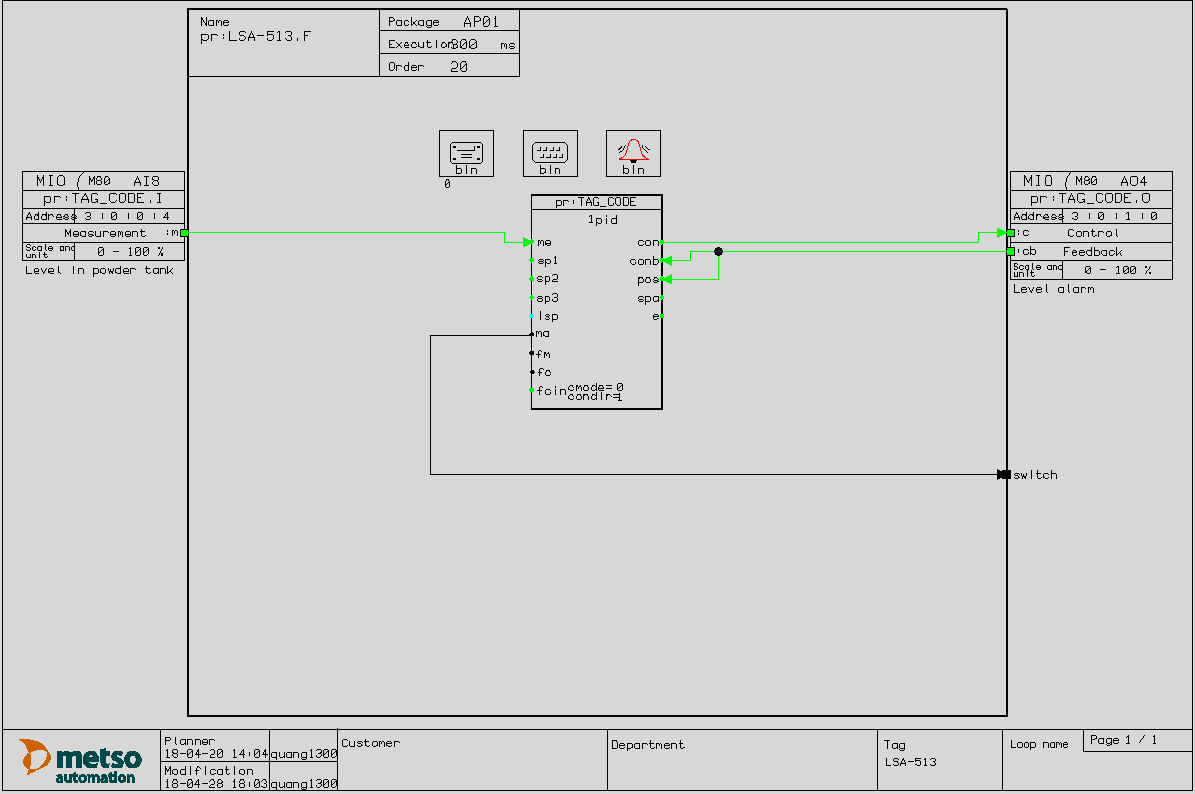 Name
pr:LSA-513.F
Package AP01
Execution 300 ms
Order 20
bin
0
bin
bin
MIO M80 AI8
pr:TAG_CODE.I
Address 3 : 0 : 0 : 4
Measurement :m
Scale and unit 0 - 100 %
Level in powder tank
MIO M80 AO4
pr:TAG_CODE.O
Address 3 : 0 : 1 : 0
:c Control
:cb Feedback
Scale and unit 0 - 100 %
Level alarm
pr:TAG_CODE
1pid
me con
sp1 conb
sp2 pos
sp3 spa
lsp e
ma
fm
fc
fcin
cmode= 0
condir=1
switch
metso
automation
Planner
18-04-20 14:04 quang1300
Modification
18-04-28 18:03 quang1300
Customer
Department
Tag
LSA-513
Loop name
Page 1 / 1